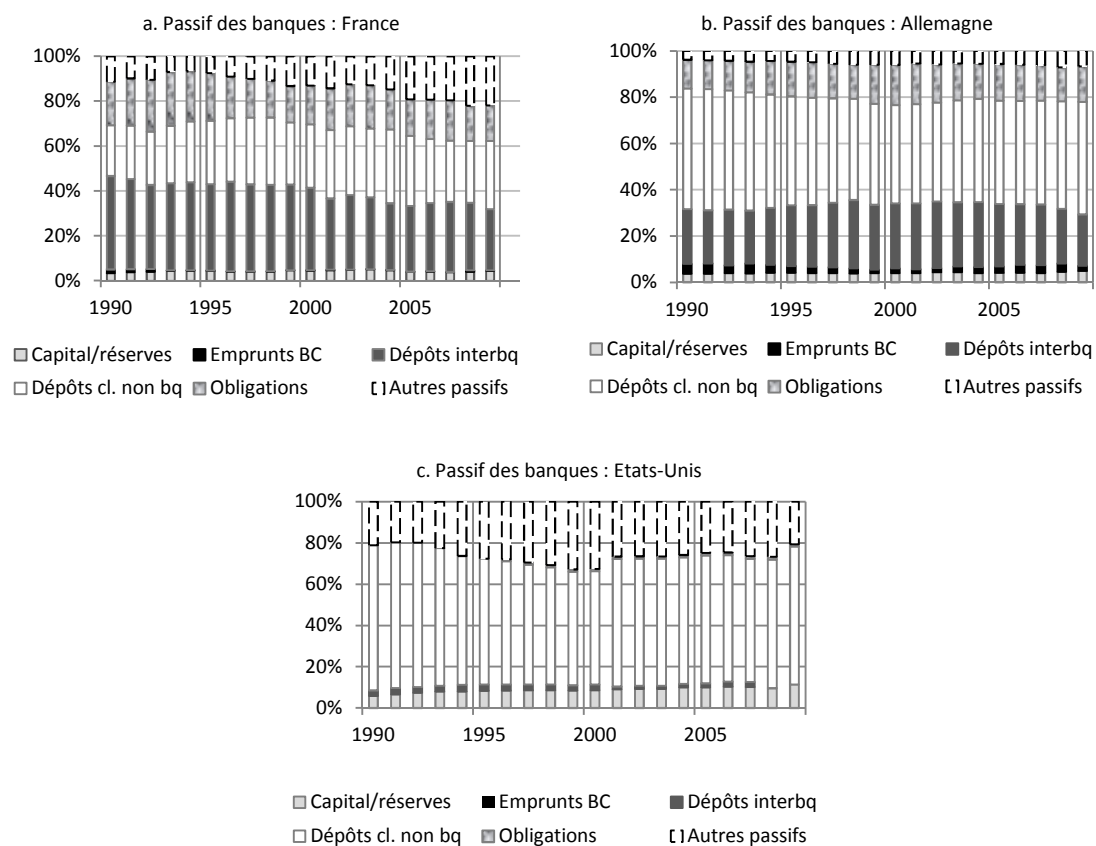 a. Passif des banques : France
100%
80%
60%
40%
20%
0%
1990 1995 2000 2005
Capital/réserves Emprunts BC Dépôts interbq
Dépôts cl. non bq Obligations Autres passifs
b. Passif des banques : Allemagne
100%
80%
60%
40%
20%
0%
1990 1995 2000 2005
Capital/réserves Emprunts BC Dépôts interbq
Dépôts cl. non bq Obligations Autres passifs
c. Passif des banques : Etats-Unis
100%
80%
60%
40%
20%
0%
1990 1995 2000 2005
Capital/réserves Emprunts BC Dépôts interbq
Dépôts cl. non bq Obligations Autres passifs